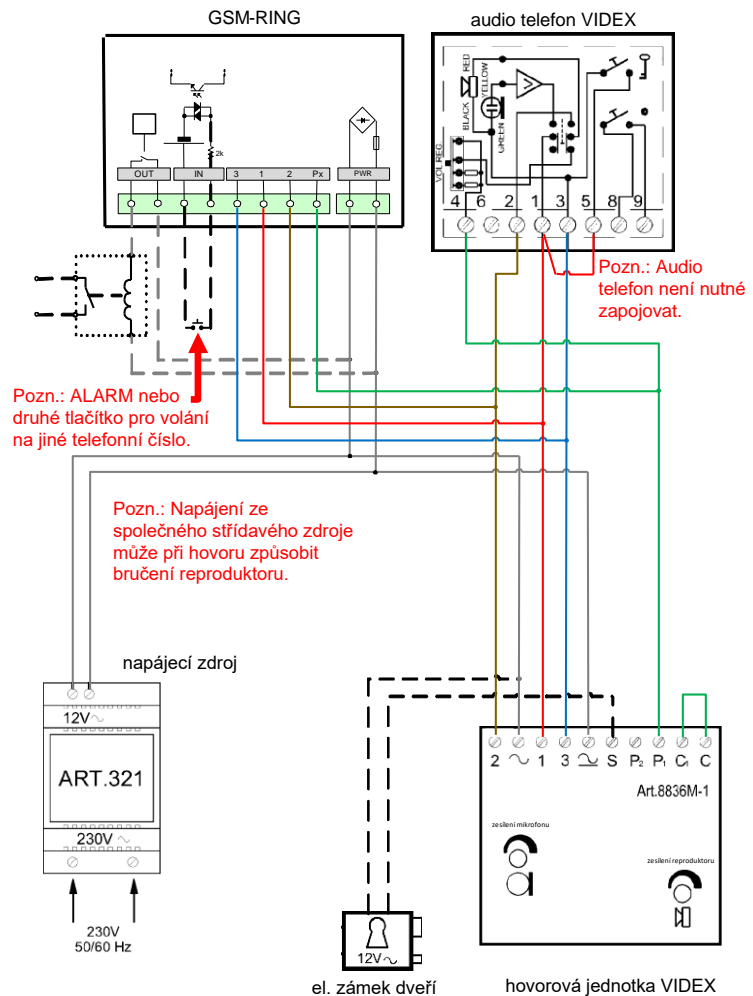 GSM-RING
audio telefon VIDEX
2k
OUT
IN
3 1 2 Px
PWR
RED
BLACK
YELLOW
GREEN
VOL.REG.
4 6 2 1 3 5 8 9
Pozn.: Audio
telefon není nutné
zapojovat.
Pozn.: ALARM nebo
druhé tlačítko pro volání
na jiné telefonní číslo.
Pozn.: Napájení ze
společného střídavého zdroje
může při hovoru způsobit
bručení reproduktoru.
napájecí zdroj
12V
ART.321
230V
230V
50/60 Hz
2 1 3 S P2 P1 C1 C
Art.8836M-1
zesílení mikrofonu
zesílení reproduktoru
12V
el. zámek dveří
hovorová jednotka VIDEX